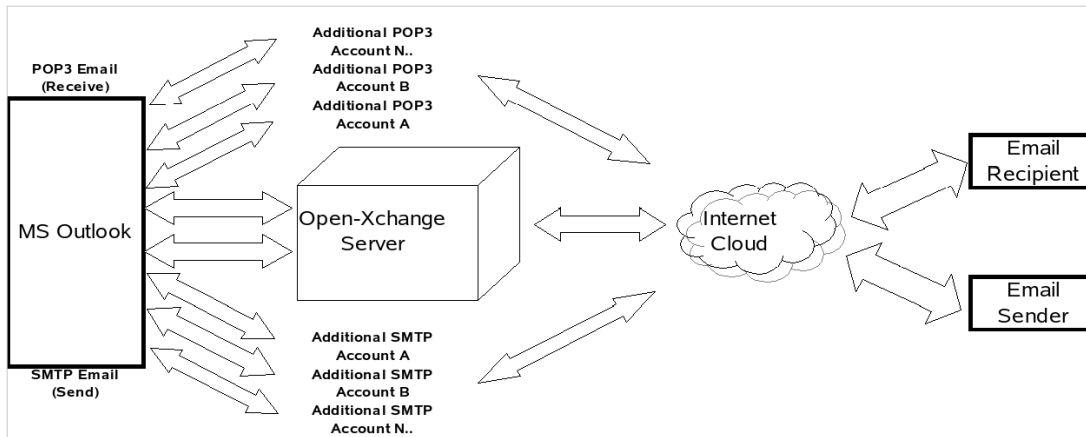 POP3 Email
(Receive)
MS Outlook
SMTP Email
(Send)
Additional POP3
Account N..
Additional POP3
Account B
Additional POP3
Account A
Open-Xchange
Server
Additional SMTP
Account A
Additional SMTP
Account B
Additional SMTP
Account N..
Internet
Cloud
Email
Recipient
Email
Sender